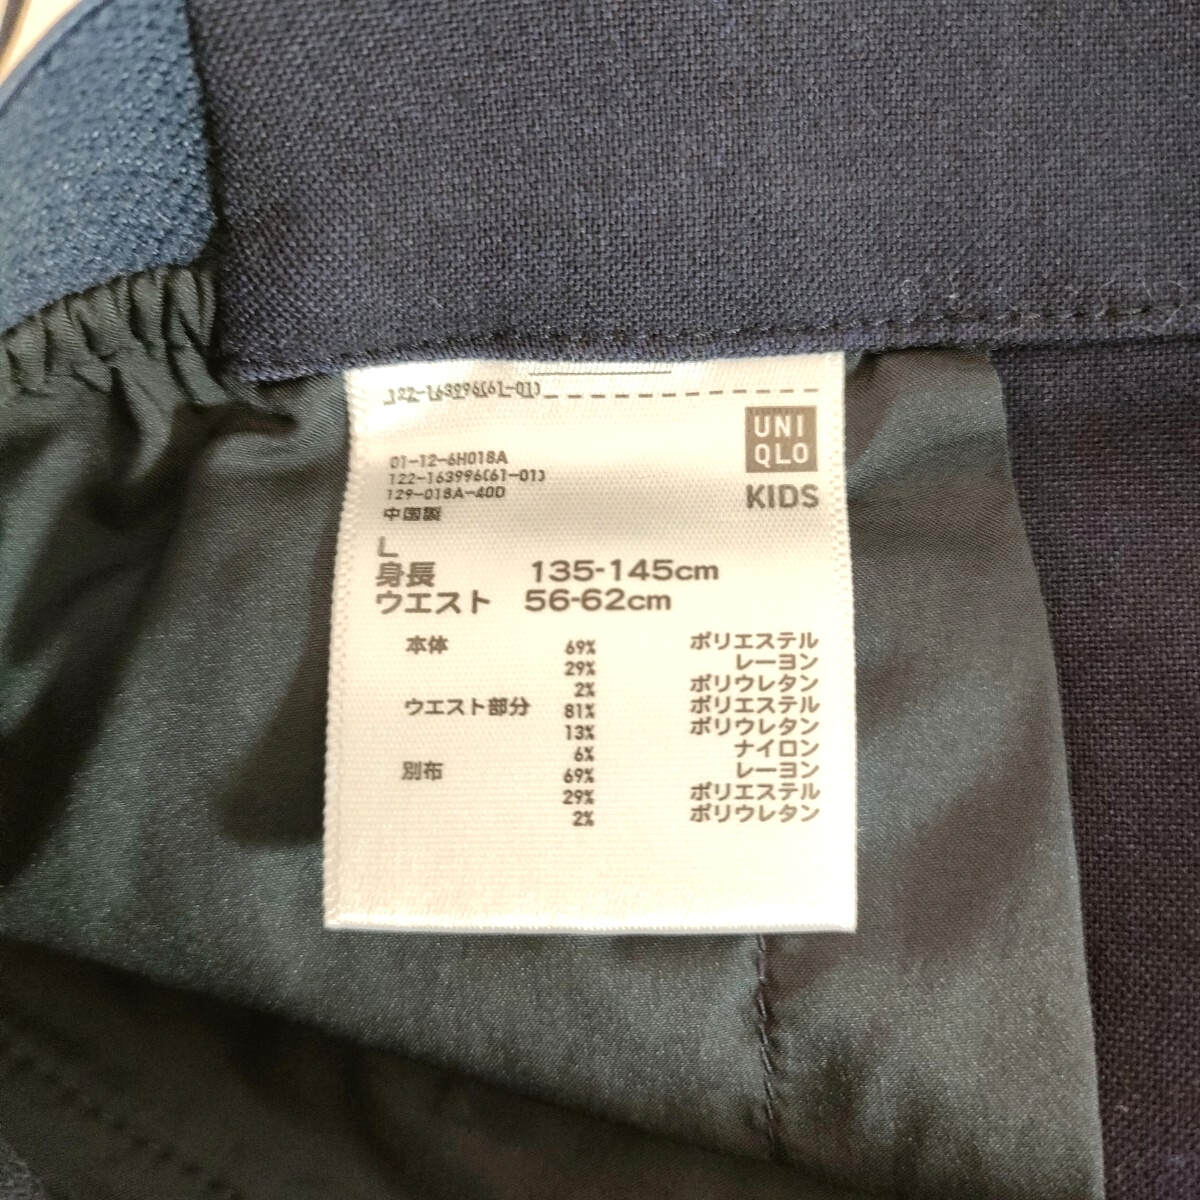 122-163996(61-01)
UNI
QLO
KIDS
01-12-6H018A
122-163996(61-01)
129-018A-40D
中国製
L
身長 135-145cm
ウエスト 56-62cm
本体 69% ポリエステル
29% レーヨン
2% ポリウレタン
ウエスト部分 81% ポリエステル
13% ポリウレタン
6% ナイロン
別布 69% レーヨン
29% ポリエステル
2% ポリウレタン